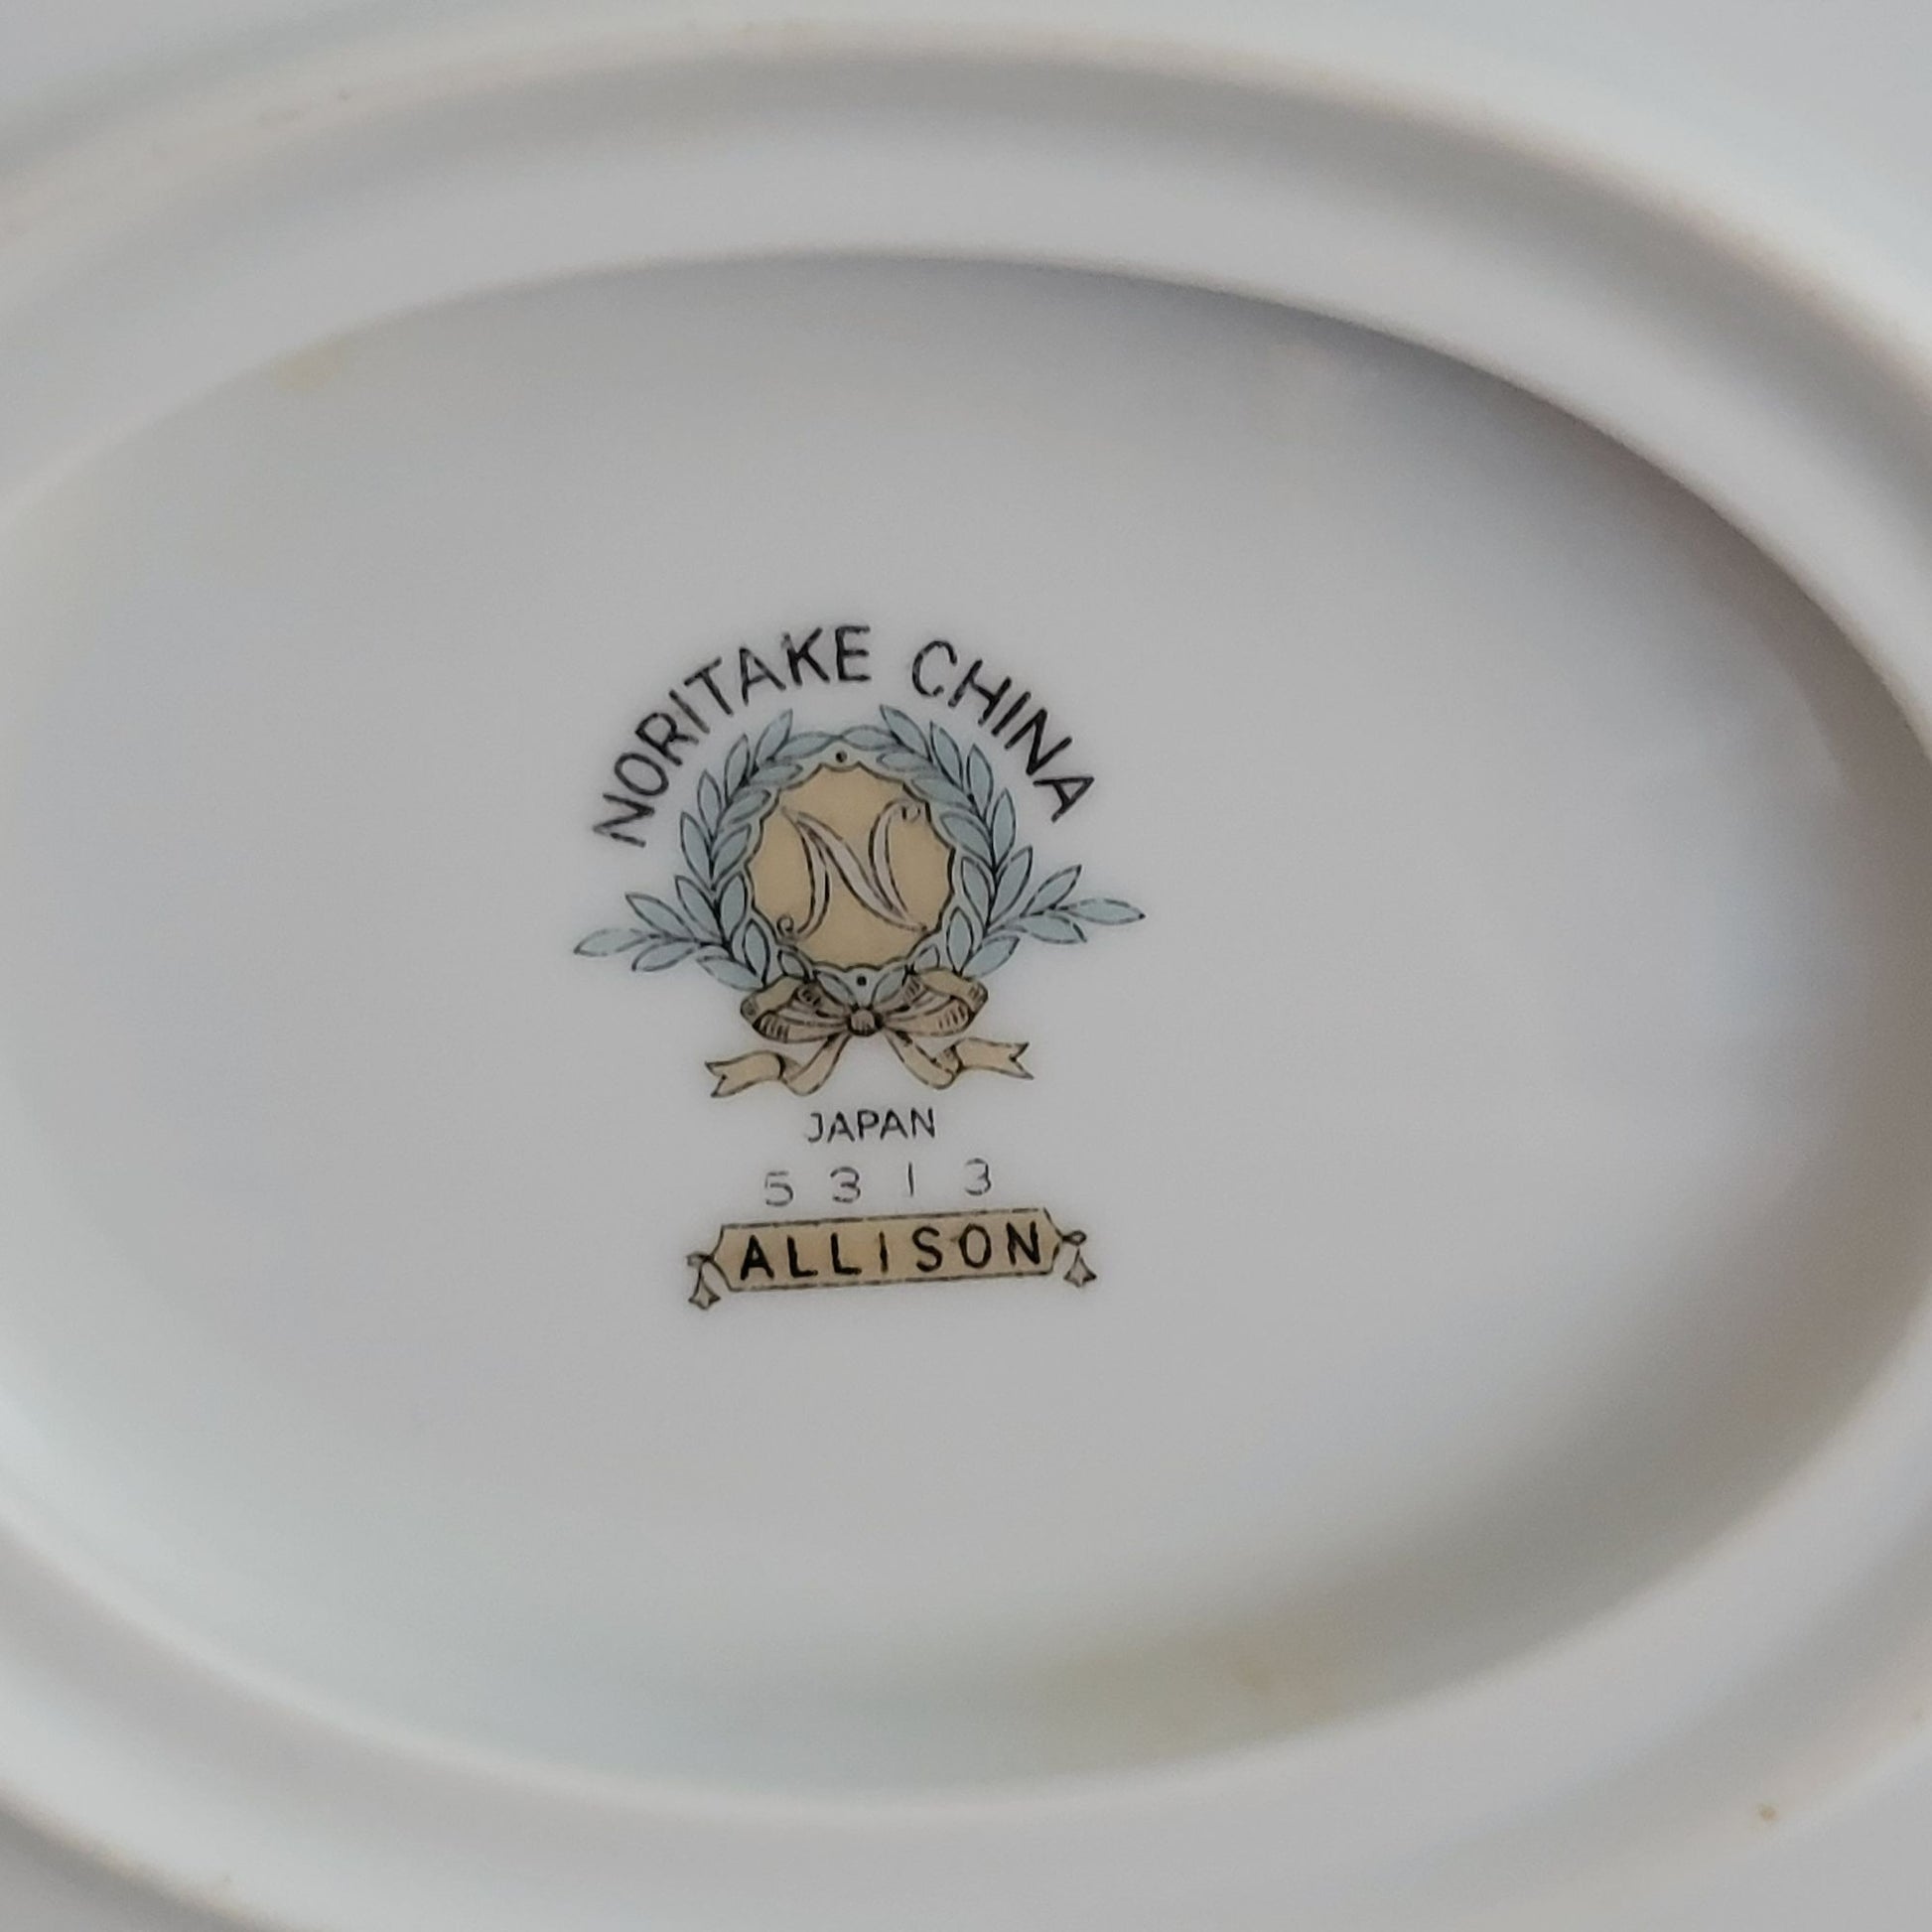 NORITAKE CHINA
N
JAPAN
5313
ALLISON